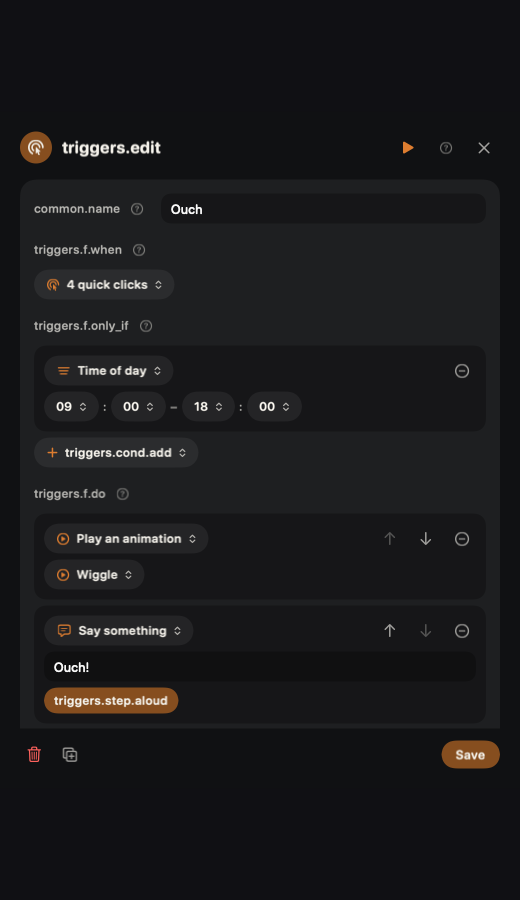 triggers.edit
common.name
Ouch
triggers.f.when
4 quick clicks
triggers.f.only_if
Time of day
09 : 00 – 18 : 00
triggers.cond.add
triggers.f.do
Play an animation
Wiggle
Say something
Ouch!
triggers.step.aloud
Save